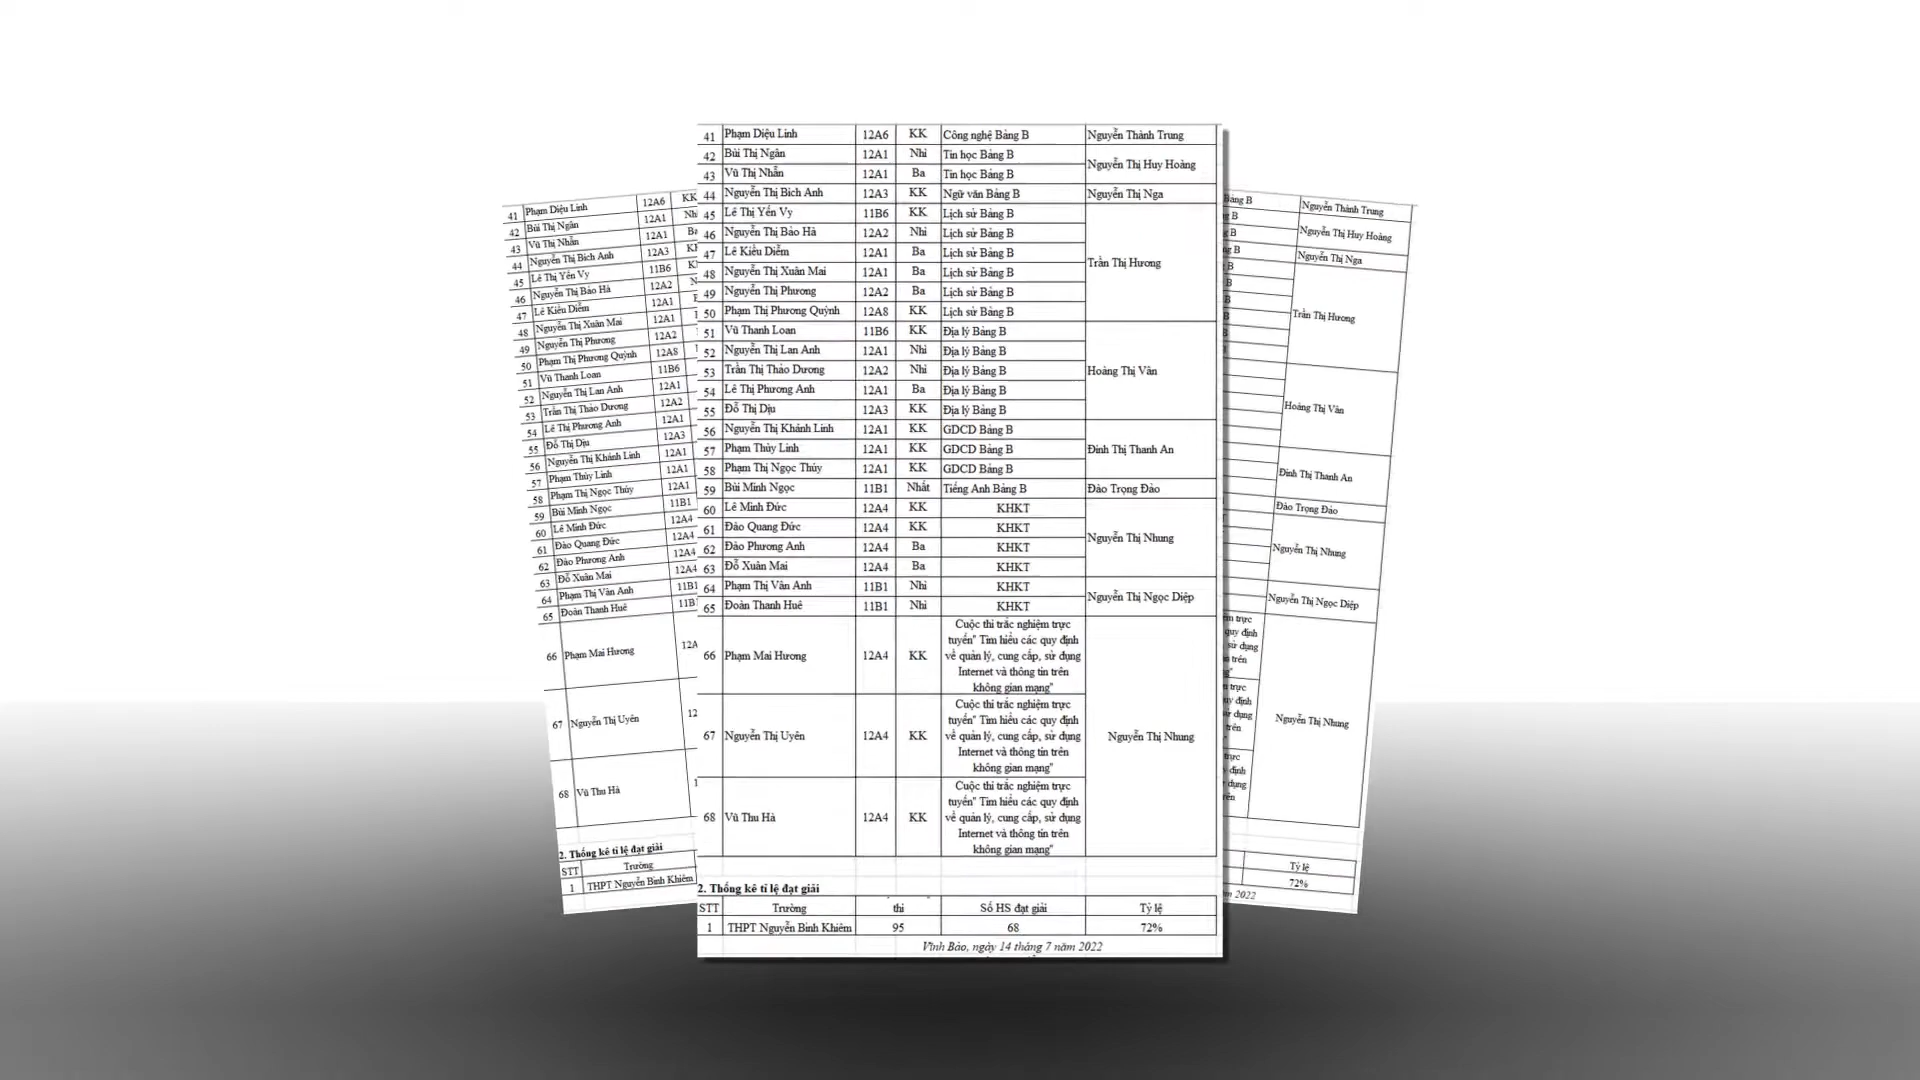 41 Phạm Diệu Linh 12A6 KK Công nghệ Bảng B Nguyễn Thành Trung
42 Bùi Thị Ngân 12A1 Nhì Tin học Bảng B Nguyễn Thị Huy Hoàng
43 Vũ Thị Nhẫn 12A1 Ba Tin học Bảng B
44 Nguyễn Thị Bích Anh 12A3 KK Ngữ văn Bảng B Nguyễn Thị Nga
45 Lê Thị Yến Vy 11B6 KK Lịch sử Bảng B Trần Thị Hương
46 Nguyễn Thị Bảo Hà 12A2 Nhì Lịch sử Bảng B
47 Lê Kiều Diễm 12A1 Ba Lịch sử Bảng B
48 Nguyễn Thị Xuân Mai 12A1 Ba Lịch sử Bảng B
49 Nguyễn Thị Phương 12A2 Ba Lịch sử Bảng B
50 Phạm Thị Phương Quỳnh 12A8 KK Lịch sử Bảng B
51 Vũ Thanh Loan 11B6 KK Địa lý Bảng B Hoàng Thị Vân
52 Nguyễn Thị Lan Anh 12A1 Nhì Địa lý Bảng B
53 Trần Thị Thảo Dương 12A2 Nhì Địa lý Bảng B
54 Lê Thị Phương Anh 12A1 Ba Địa lý Bảng B
55 Đỗ Thị Dịu 12A3 KK Địa lý Bảng B
56 Nguyễn Thị Khánh Linh 12A1 KK GDCD Bảng B Đinh Thị Thanh An
57 Phạm Thùy Linh 12A1 KK GDCD Bảng B
58 Phạm Thị Ngọc Thúy 12A1 KK GDCD Bảng B
59 Bùi Minh Ngọc 11B1 Nhất Tiếng Anh Bảng B Đào Trọng Đảo
60 Lê Minh Đức 12A4 KK KHKT Nguyễn Thị Nhung
61 Đào Quang Đức 12A4 KK KHKT
62 Đào Phương Anh 12A4 Ba KHKT
63 Đỗ Xuân Mai 12A4 Ba KHKT
64 Phạm Thị Vân Anh 11B1 Nhì KHKT Nguyễn Thị Ngọc Diệp
65 Đoàn Thanh Huê 11B1 Nhì KHKT
66 Phạm Mai Hương 12A4 KK Cuộc thi trắc nghiệm trực
tuyến" Tìm hiểu các quy định
về quản lý, cung cấp, sử dụng
Internet và thông tin trên
không gian mạng"
67 Nguyễn Thị Uyên 12A4 KK Cuộc thi trắc nghiệm trực
tuyến" Tìm hiểu các quy định
về quản lý, cung cấp, sử dụng
Internet và thông tin trên
không gian mạng"
Nguyễn Thị Nhung
68 Vũ Thu Hà 12A4 KK Cuộc thi trắc nghiệm trực
tuyến" Tìm hiểu các quy định
về quản lý, cung cấp, sử dụng
Internet và thông tin trên
không gian mạng"
2. Thống kê tỉ lệ đạt giải
STT Trường thi Số HS đạt giải Tỷ lệ
1 THPT Nguyễn Bỉnh Khiêm 95 68 72%
Vĩnh Bảo, ngày 14 tháng 7 năm 2022